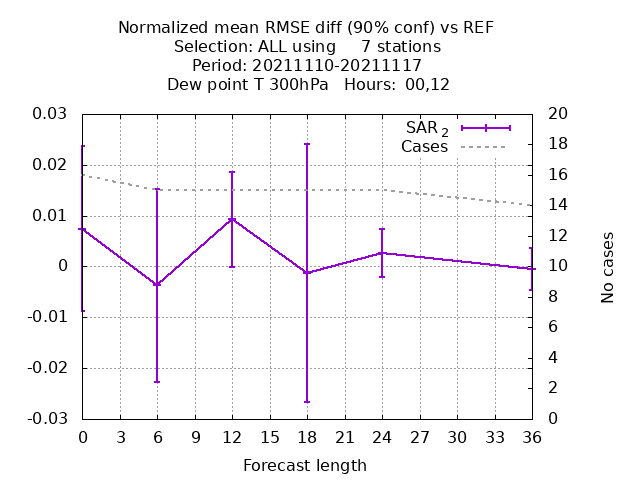 Normalized mean RMSE diff (90% conf) vs REF
Selection: ALL using 7 stations
Period: 20211110-20211117
Dew point T 300hPa Hours: 00,12
SAR 2
Cases
0.03
0.02
0.01
0
-0.01
-0.02
-0.03
20
18
16
14
12
10
8
6
4
2
0
No cases
0 3 6 9 12 15 18 21 24 27 30 33 36
Forecast length